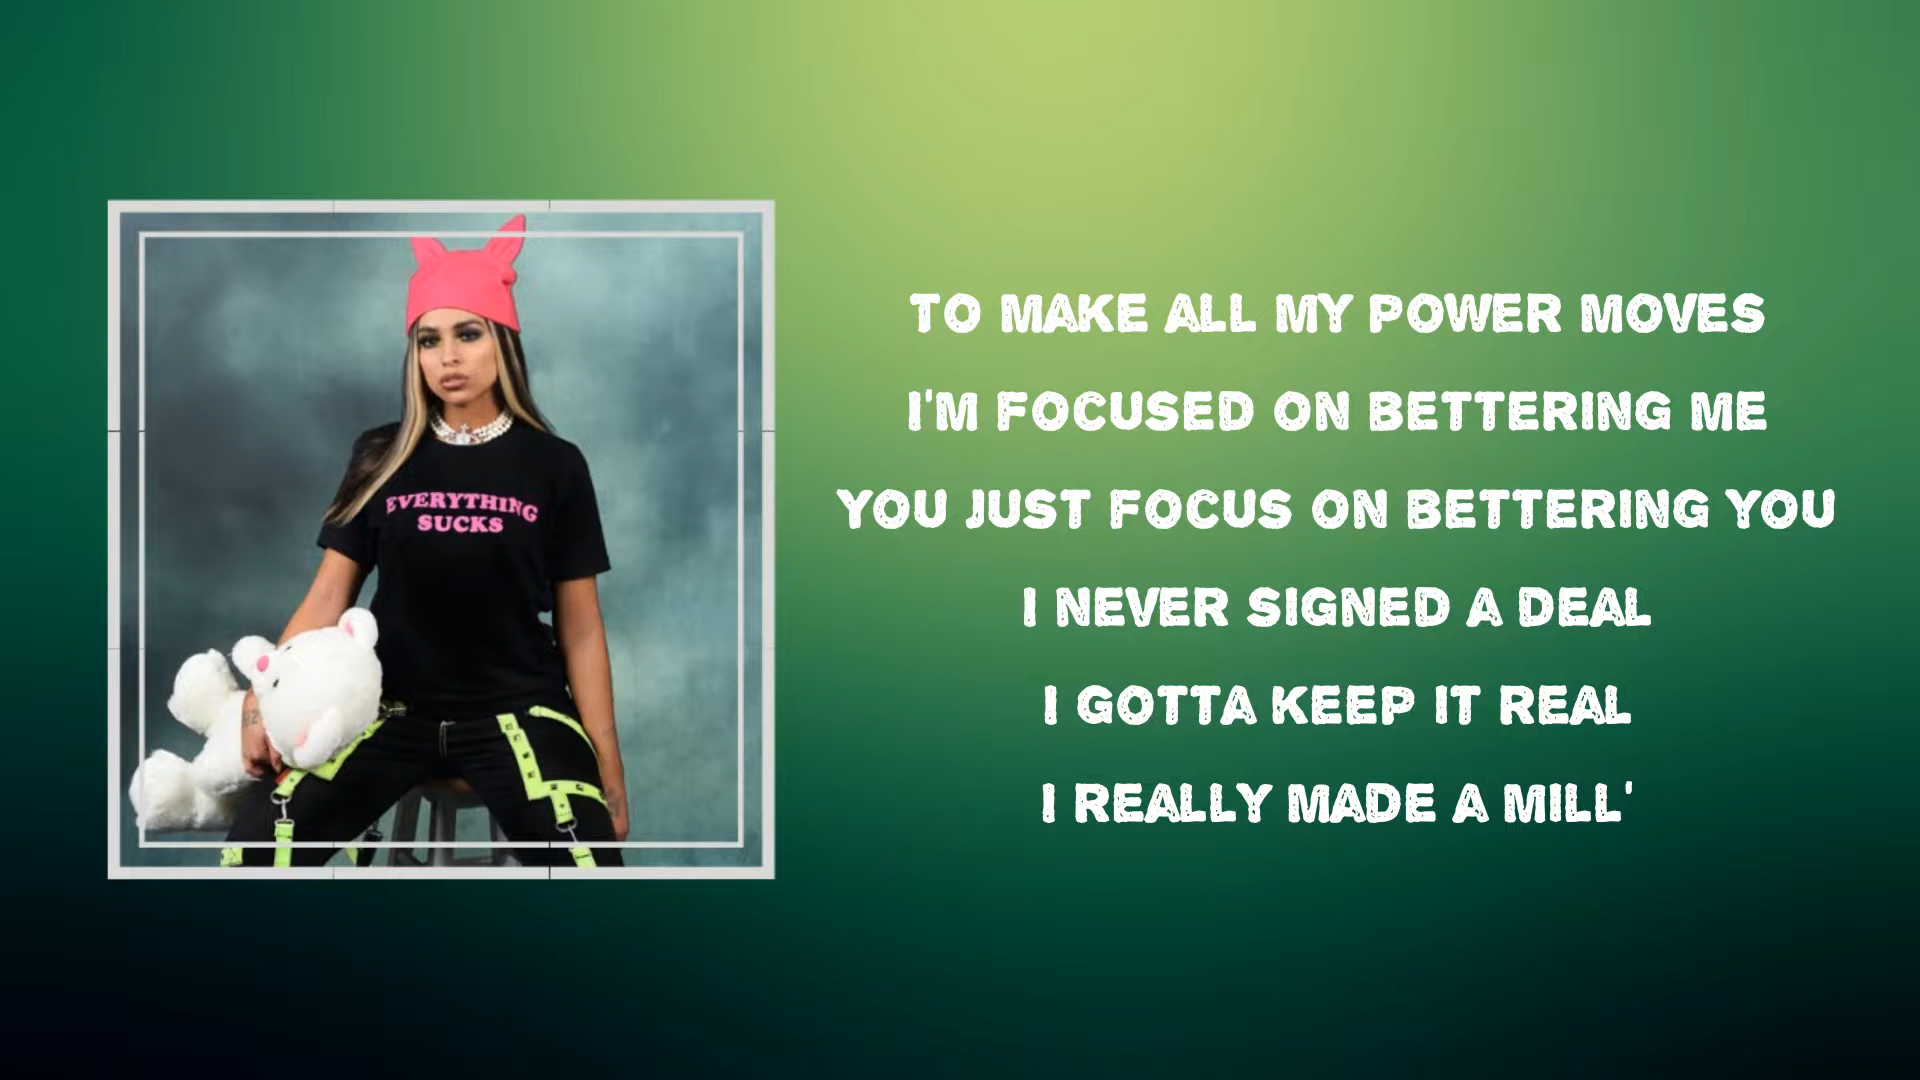 EVERYTHING
SUCKS
TO MAKE ALL MY POWER MOVES
I'M FOCUSED ON BETTERING ME
YOU JUST FOCUS ON BETTERING YOU
I NEVER SIGNED A DEAL
I GOTTA KEEP IT REAL
I REALLY MADE A MILL'